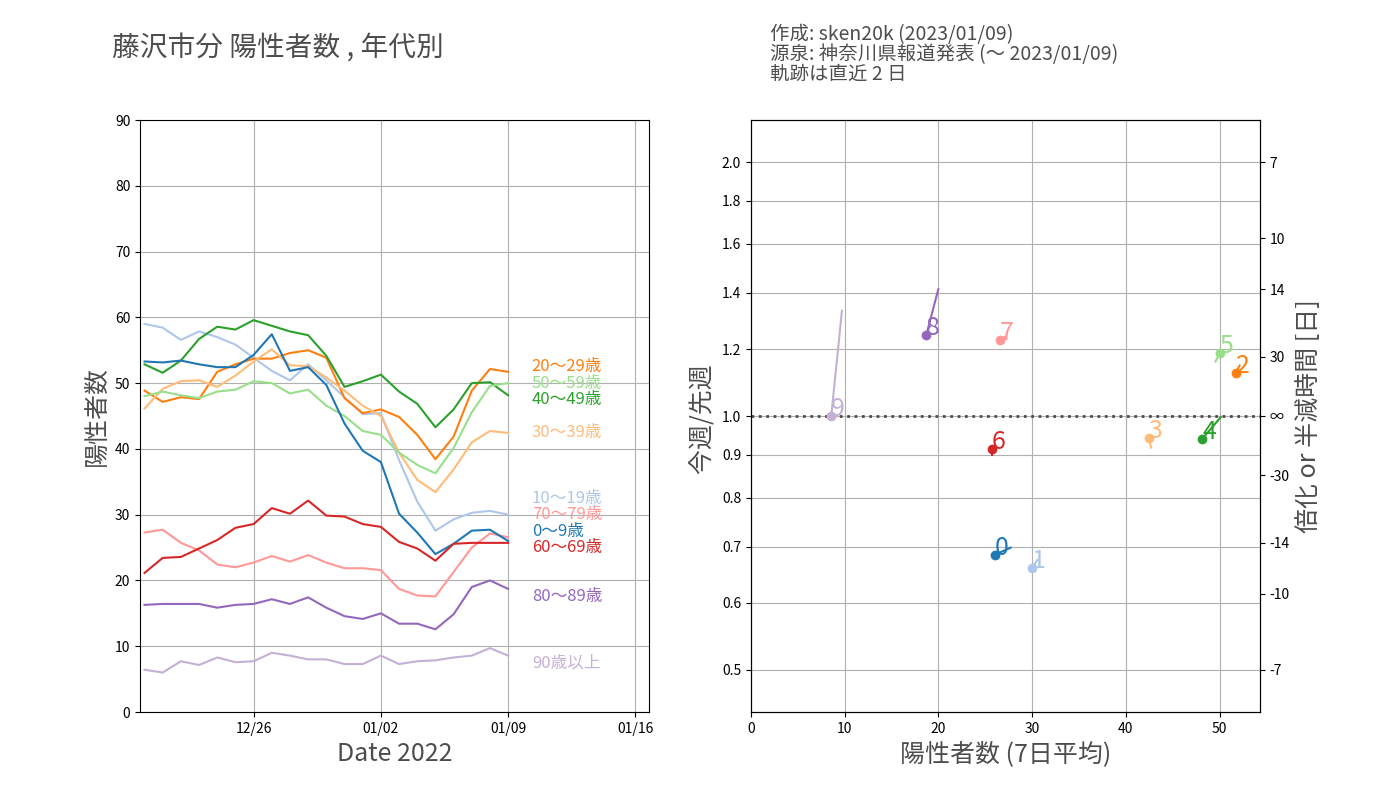 藤沢市分 陽性者数 , 年代別
作成: sken20k (2023/01/09)
源泉: 神奈川県報道発表 (～ 2023/01/09)
軌跡は直近 2 日
陽性者数
90
80
70
60
50
40
30
20
10
0
20～29歳
50～59歳
40～49歳
30～39歳
10～19歳
70～79歳
0～9歳
60～69歳
80～89歳
90歳以上
12/26
01/02
01/09
01/16
Date 2022
今週/先週
2.0
1.8
1.6
1.4
1.2
1.0
0.9
0.8
0.7
0.6
0.5
8
7
5
2
9
3
4
6
0
1
7
10
14
30
∞
-30
-14
-10
-7
倍化 or 半減時間 [日]
0
10
20
30
40
50
陽性者数 (7日平均)